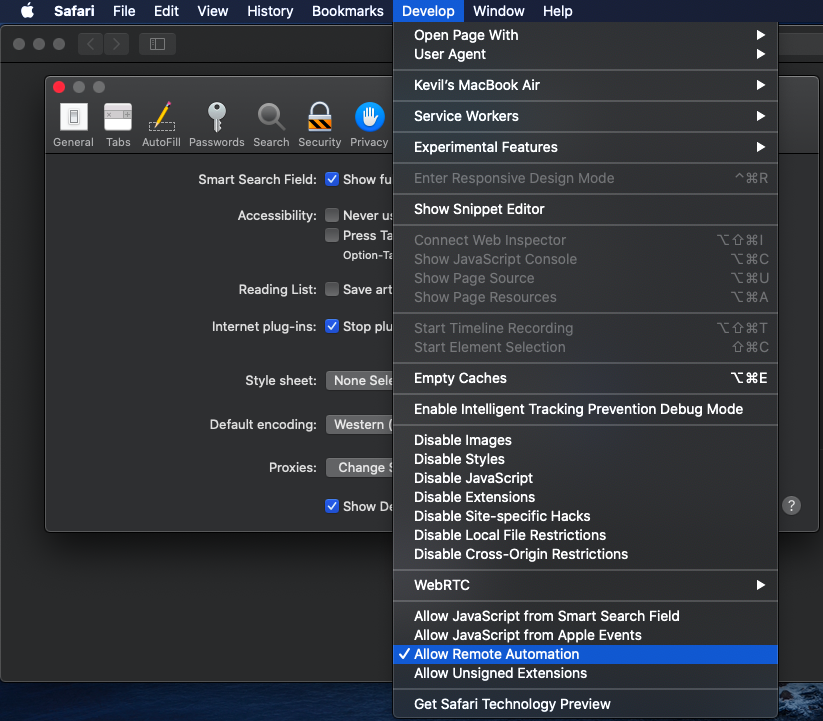 Safari File Edit View History Bookmarks Develop Window Help
General Tabs AutoFill Passwords Search Security Privacy
Smart Search Field: Show fu
Accessibility: Never us
Press Ta
Option-Ta
Reading List: Save art
Internet plug-ins: Stop plu
Style sheet: None Sele
Default encoding: Western (
Proxies: Change S
Show De
?
Open Page With
User Agent
Kevil's MacBook Air
Service Workers
Experimental Features
Enter Responsive Design Mode ^⌘R
Show Snippet Editor
Connect Web Inspector ⌥⇧⌘I
Show JavaScript Console ⌥⌘C
Show Page Source ⌥⌘U
Show Page Resources ⌥⌘A
Start Timeline Recording ⌥⇧⌘T
Start Element Selection ⇧⌘C
Empty Caches ⌥⌘E
Enable Intelligent Tracking Prevention Debug Mode
Disable Images
Disable Styles
Disable JavaScript
Disable Extensions
Disable Site-specific Hacks
Disable Local File Restrictions
Disable Cross-Origin Restrictions
WebRTC
Allow JavaScript from Smart Search Field
Allow JavaScript from Apple Events
✓ Allow Remote Automation
Allow Unsigned Extensions
Get Safari Technology Preview